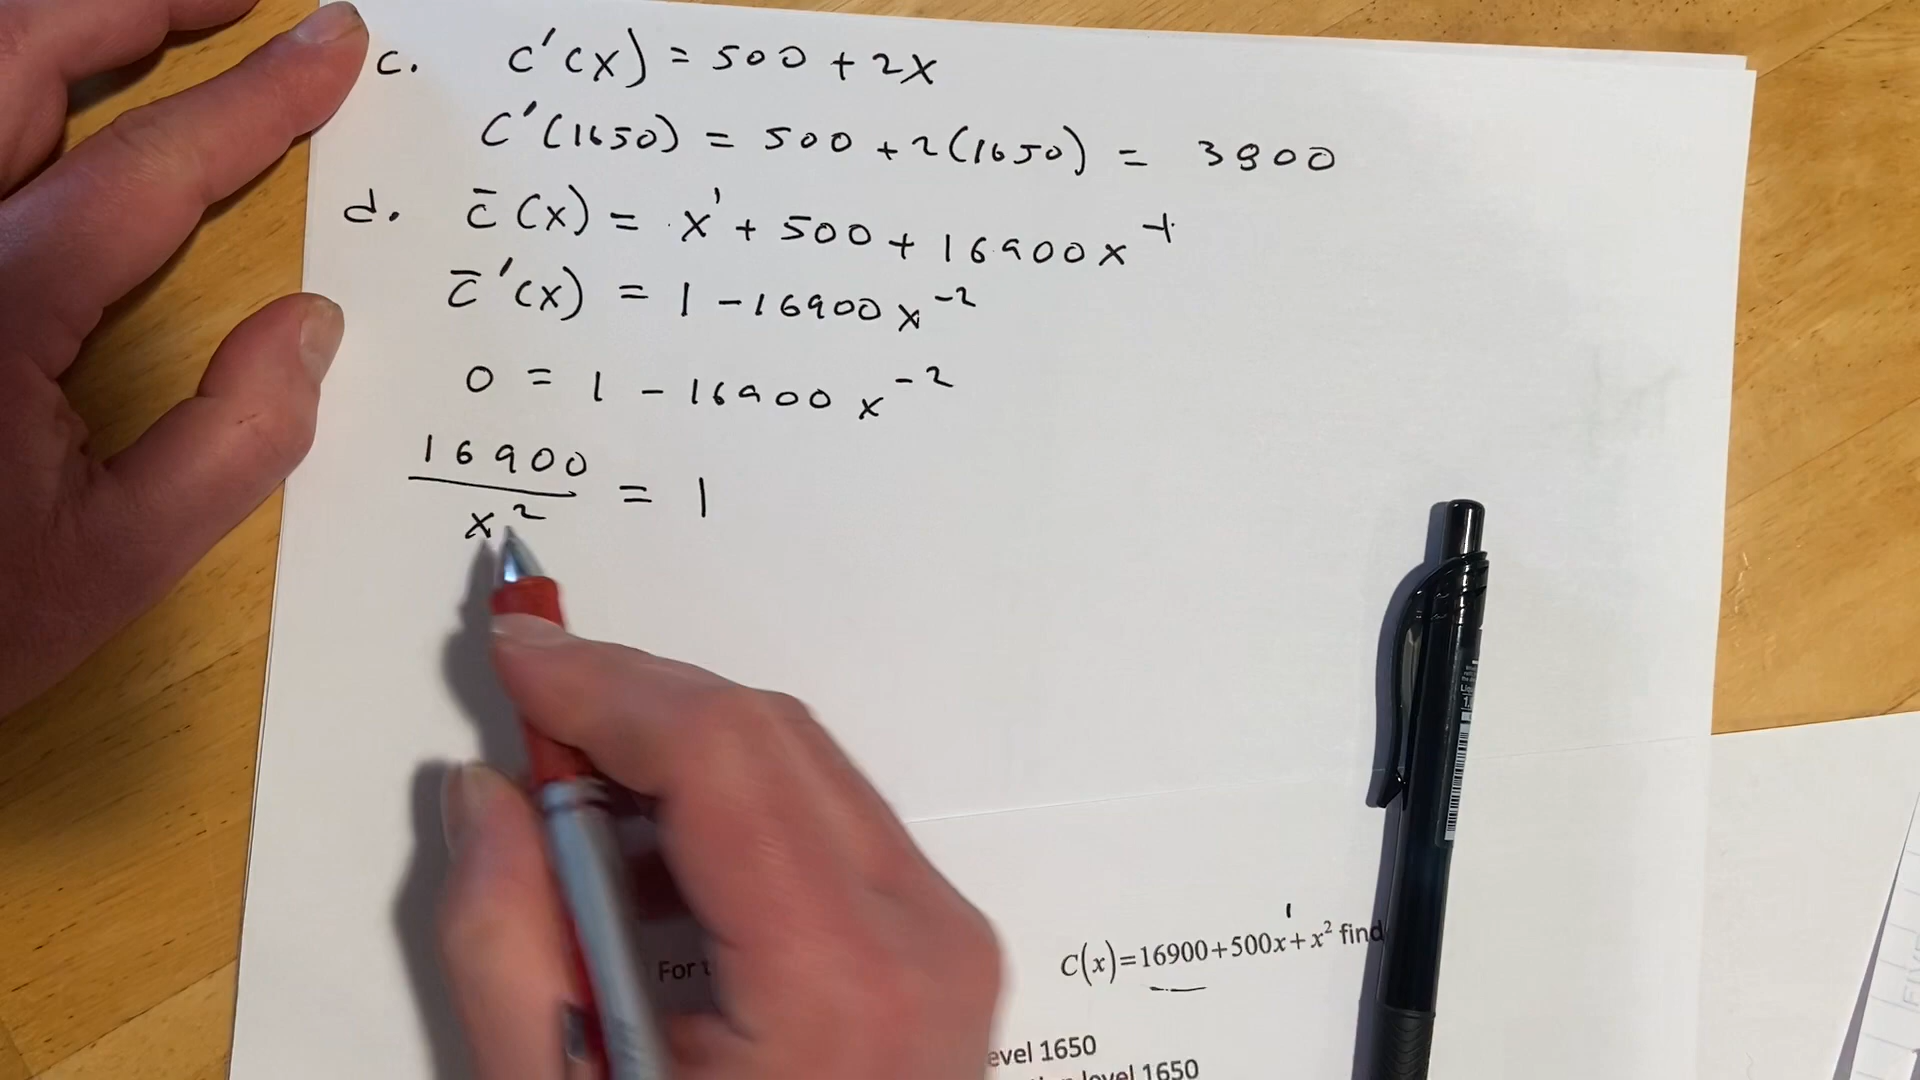 c. C'(x) = 500 + 2x
C'(1650) = 500 + 2(1650) = 3800
d. C̄(x) = x¹ + 500 + 16900x⁻¹
C̄'(x) = 1 - 16900x⁻²
0 = 1 - 16900x⁻²
16900
x² = 1
C(x)=16900+500x+x² find
For
level 1650
level 1650